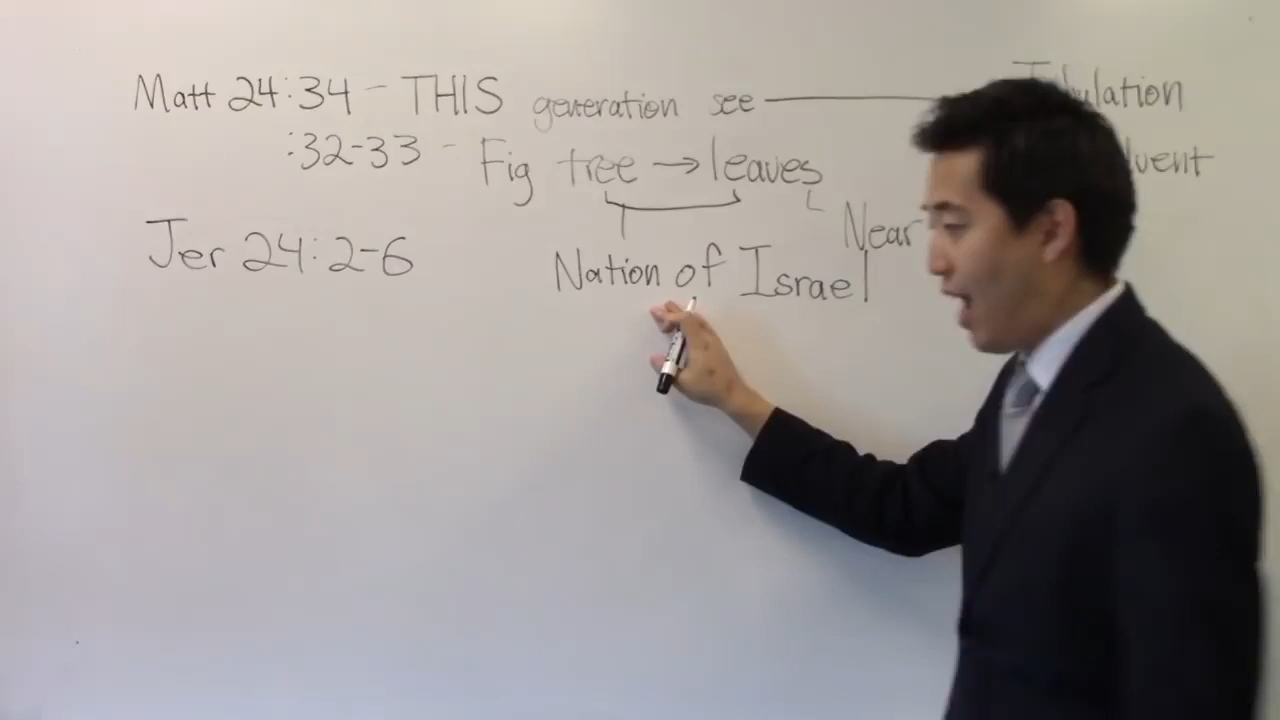 Matt 24:34 - THIS generation see
:32-33 - Fig tree → leaves
Near
Jer 24:2-6
Nation of Israel